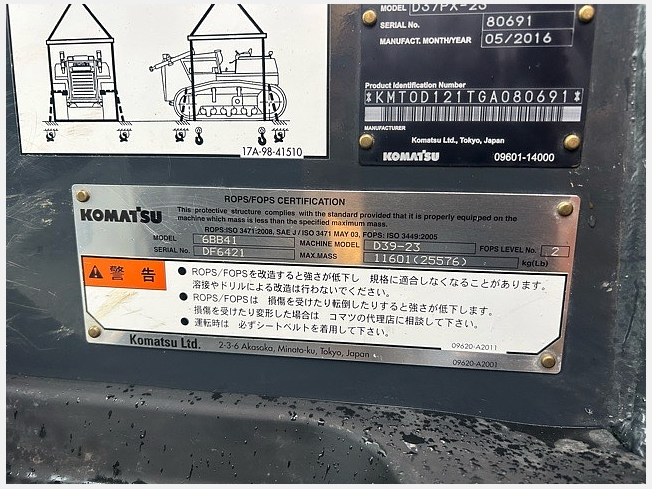 17A-98-41510
MODEL D37PX-23
SERIAL No. 80691
MANUFACT. MONTH/YEAR 05/2016
Product Identification Number
*KMT0D121TGA080691*
MANUFACTURER
Komatsu Ltd., Tokyo, Japan
KOMATSU 09601-14000
ROPS/FOPS CERTIFICATION
KOMATSU
This protective structure complies with the standard provided that it is properly equipped on the
machine which mass is less than the specified maximum mass.
ROPS:ISO 3471:2008, SAE J / ISO 3471 MAY 03, FOPS: ISO 3449:2005
MODEL 6BB41 MACHINE MODEL D39-23 FOPS LEVEL No. 2
SERIAL No. DF6421 MAX.MASS 11601(25576) kg(Lb)
警告
● ROPS/FOPSを改造すると強さが低下し 規格に適合しなくなることがあります。
溶接やドリルによる改造は行わないでください。
● ROPS/FOPSは 損傷を受けたり転倒したりすると強さが低下します。
損傷を受けたり変形した場合は コマツの代理店に相談して下さい。
● 運転時は 必ずシートベルトを着用して下さい。
09620-A2011
Komatsu Ltd. 2-3-6 Akasaka, Minato-ku, Tokyo, Japan 09620-A2001